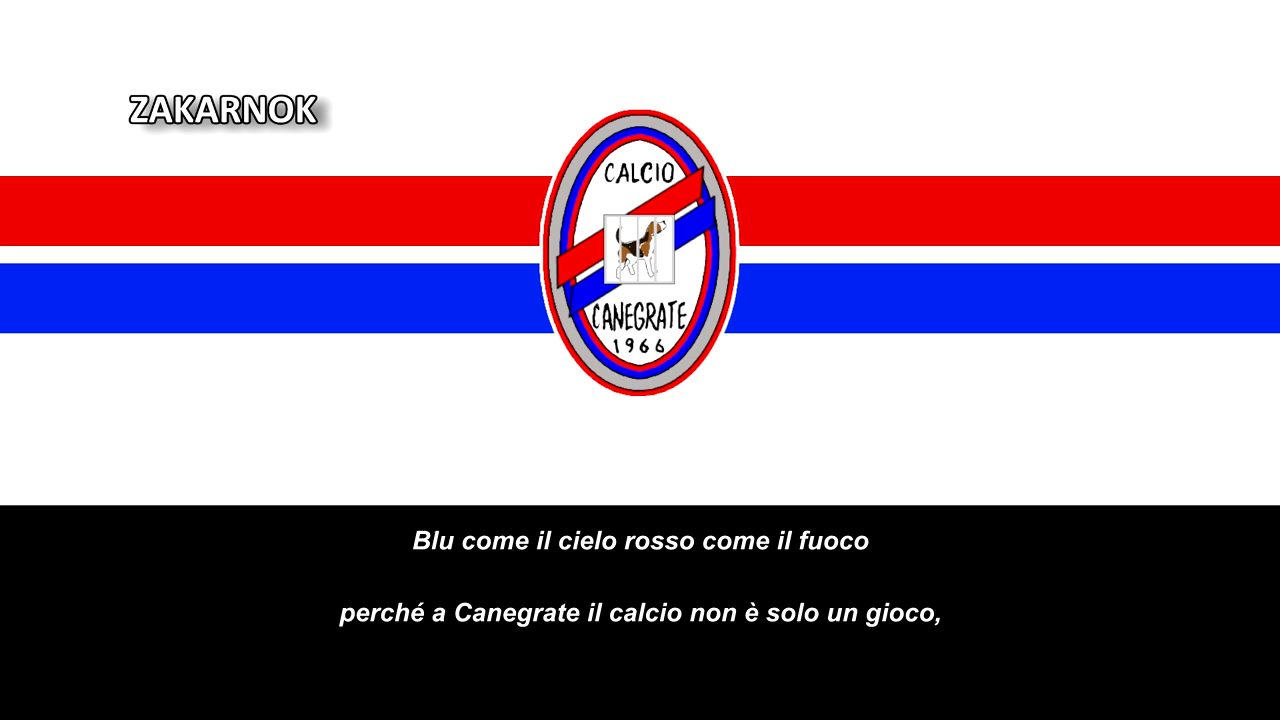 ZAKARNOK
CALCIO
CANEGRATE
1966
Blu come il cielo rosso come il fuoco
perché a Canegrate il calcio non è solo un gioco,